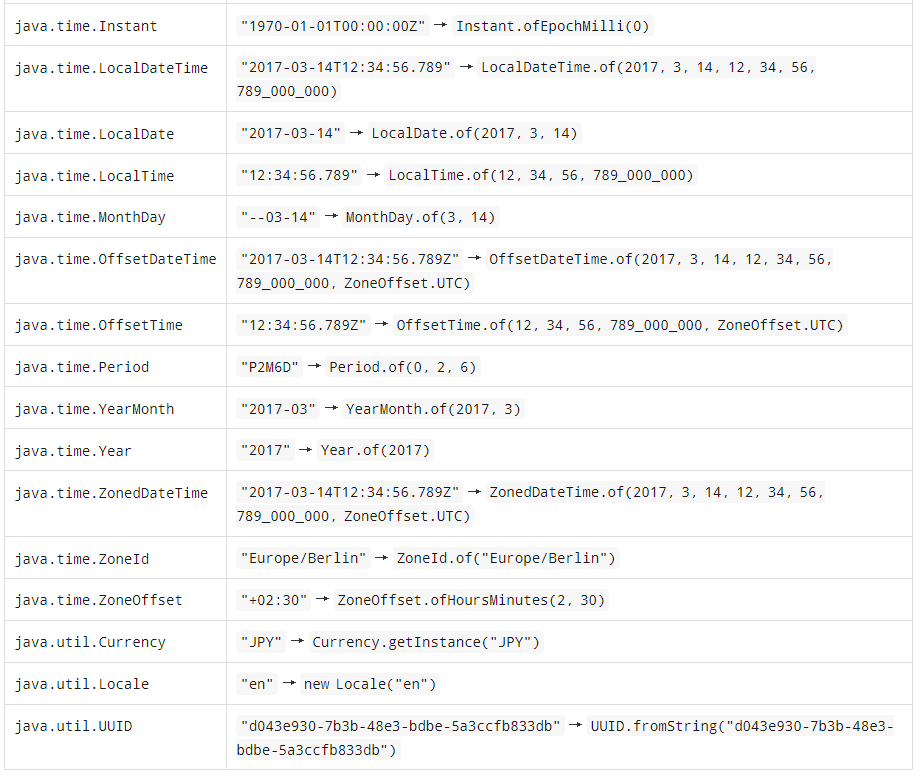 java.time.Instant "1970-01-01T00:00:00Z" → Instant.ofEpochMilli(0)
java.time.LocalDateTime "2017-03-14T12:34:56.789" → LocalDateTime.of(2017, 3, 14, 12, 34, 56,
789_000_000)
java.time.LocalDate "2017-03-14" → LocalDate.of(2017, 3, 14)
java.time.LocalTime "12:34:56.789" → LocalTime.of(12, 34, 56, 789_000_000)
java.time.MonthDay "--03-14" → MonthDay.of(3, 14)
java.time.OffsetDateTime "2017-03-14T12:34:56.789Z" → OffsetDateTime.of(2017, 3, 14, 12, 34, 56,
789_000_000, ZoneOffset.UTC)
java.time.OffsetTime "12:34:56.789Z" → OffsetTime.of(12, 34, 56, 789_000_000, ZoneOffset.UTC)
java.time.Period "P2M6D" → Period.of(0, 2, 6)
java.time.YearMonth "2017-03" → YearMonth.of(2017, 3)
java.time.Year "2017" → Year.of(2017)
java.time.ZonedDateTime "2017-03-14T12:34:56.789Z" → ZonedDateTime.of(2017, 3, 14, 12, 34, 56,
789_000_000, ZoneOffset.UTC)
java.time.ZoneId "Europe/Berlin" → ZoneId.of("Europe/Berlin")
java.time.ZoneOffset "+02:30" → ZoneOffset.ofHoursMinutes(2, 30)
java.util.Currency "JPY" → Currency.getInstance("JPY")
java.util.Locale "en" → new Locale("en")
java.util.UUID "d043e930-7b3b-48e3-bdbe-5a3ccfb833db" → UUID.fromString("d043e930-7b3b-48e3-
bdbe-5a3ccfb833db")